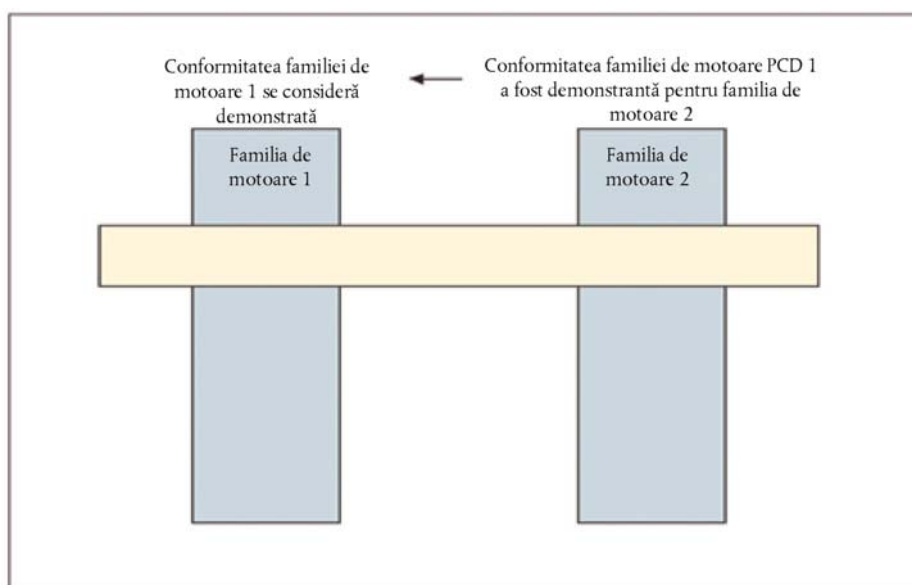 Conformitatea familiei de
motoare 1 se consideră
demonstrată
Conformitatea familiei de motoare PCD 1
a fost demonstrantă pentru familia de
motoare 2
Familia de
motoare 1
Familia de
motoare 2